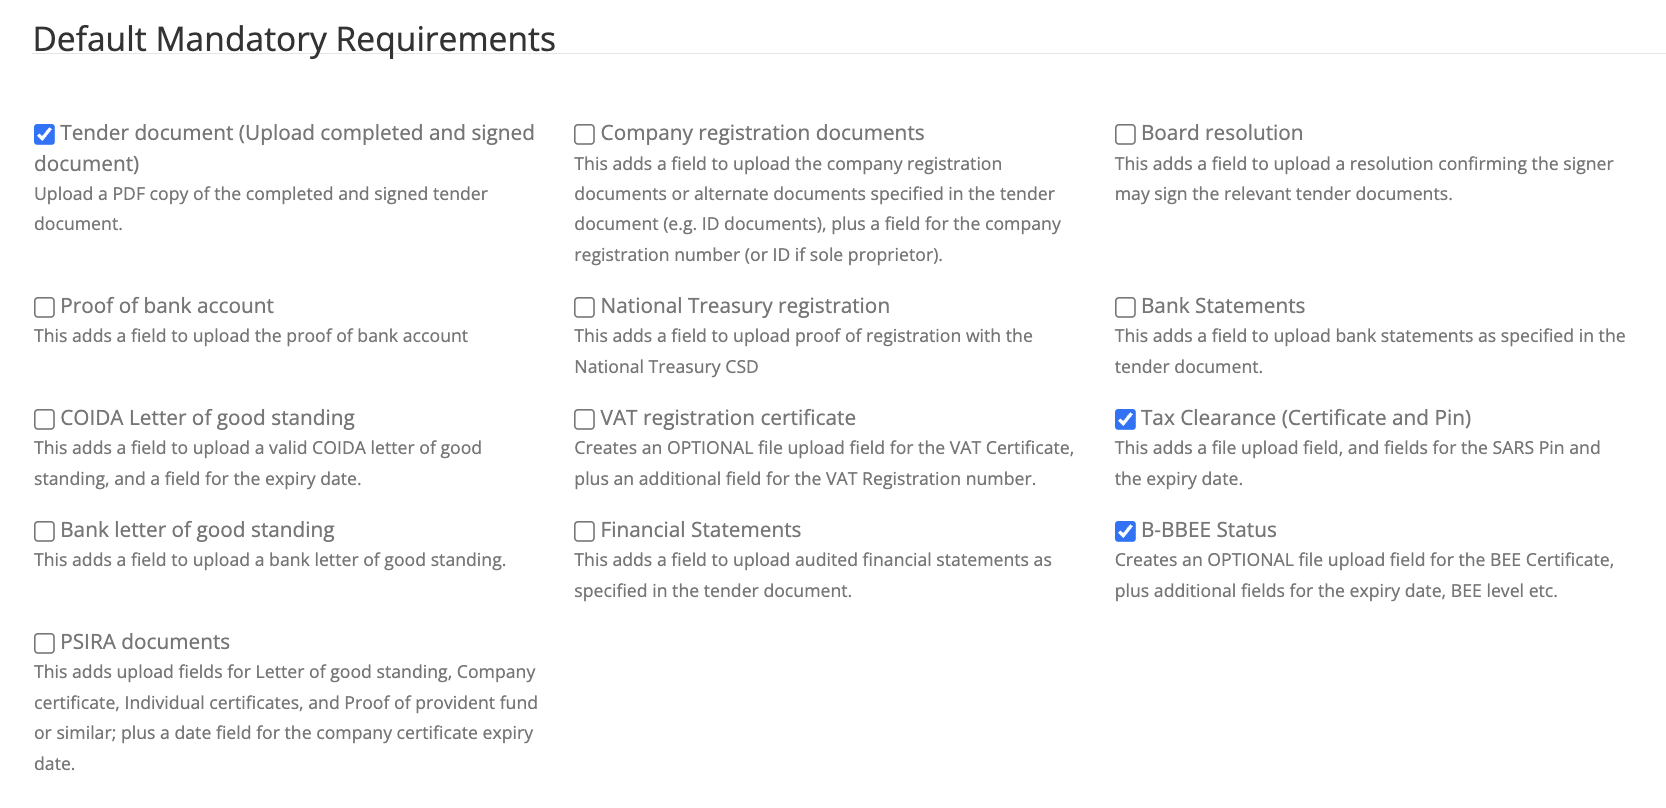 Default Mandatory Requirements
Tender document (Upload completed and signed
document)
Upload a PDF copy of the completed and signed tender
document.
Company registration documents
This adds a field to upload the company registration
documents or alternate documents specified in the tender
document (e.g. ID documents), plus a field for the company
registration number (or ID if sole proprietor).
Board resolution
This adds a field to upload a resolution confirming the signer
may sign the relevant tender documents.
Proof of bank account
This adds a field to upload the proof of bank account
National Treasury registration
This adds a field to upload proof of registration with the
National Treasury CSD
Bank Statements
This adds a field to upload bank statements as specified in the
tender document.
COIDA Letter of good standing
This adds a field to upload a valid COIDA letter of good
standing, and a field for the expiry date.
VAT registration certificate
Creates an OPTIONAL file upload field for the VAT Certificate,
plus an additional field for the VAT Registration number.
Tax Clearance (Certificate and Pin)
This adds a file upload field, and fields for the SARS Pin and
the expiry date.
Bank letter of good standing
This adds a field to upload a bank letter of good standing.
Financial Statements
This adds a field to upload audited financial statements as
specified in the tender document.
B-BBEE Status
Creates an OPTIONAL file upload field for the BEE Certificate,
plus additional fields for the expiry date, BEE level etc.
PSIRA documents
This adds upload fields for Letter of good standing, Company
certificate, Individual certificates, and Proof of provident fund
or similar; plus a date field for the company certificate expiry
date.